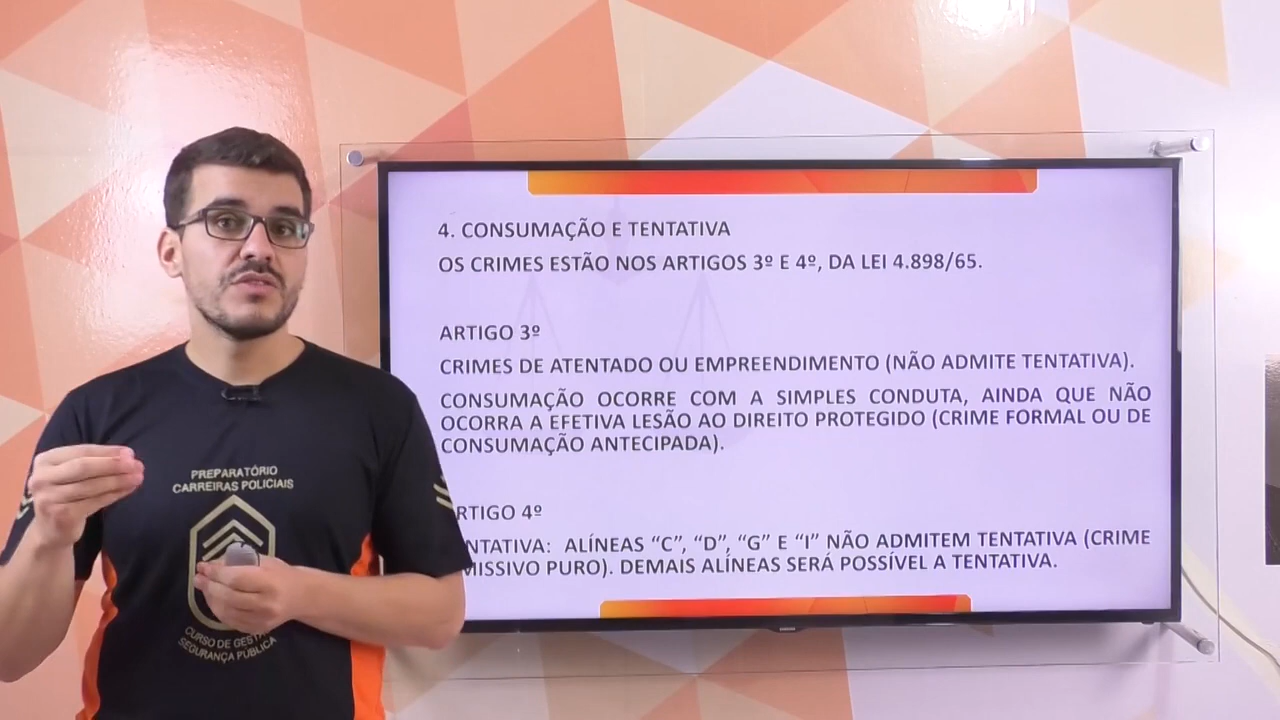 4. CONSUMAÇÃO E TENTATIVA
OS CRIMES ESTÃO NOS ARTIGOS 3º E 4º, DA LEI 4.898/65.
ARTIGO 3º
CRIMES DE ATENTADO OU EMPREENDIMENTO (NÃO ADMITE TENTATIVA).
CONSUMAÇÃO OCORRE COM A SIMPLES CONDUTA, AINDA QUE NÃO
OCORRA A EFETIVA LESÃO AO DIREITO PROTEGIDO (CRIME FORMAL OU DE
CONSUMAÇÃO ANTECIPADA).
RTIGO 4º
NTATIVA: ALÍNEAS “C”, “D”, “G” E “I” NÃO ADMITEM TENTATIVA (CRIME
MISSIVO PURO). DEMAIS ALÍNEAS SERÁ POSSÍVEL A TENTATIVA.
PREPARATÓRIO
CARREIRAS POLICIAIS
CURSO DE GEST
SEGURANÇA PÚBLICA